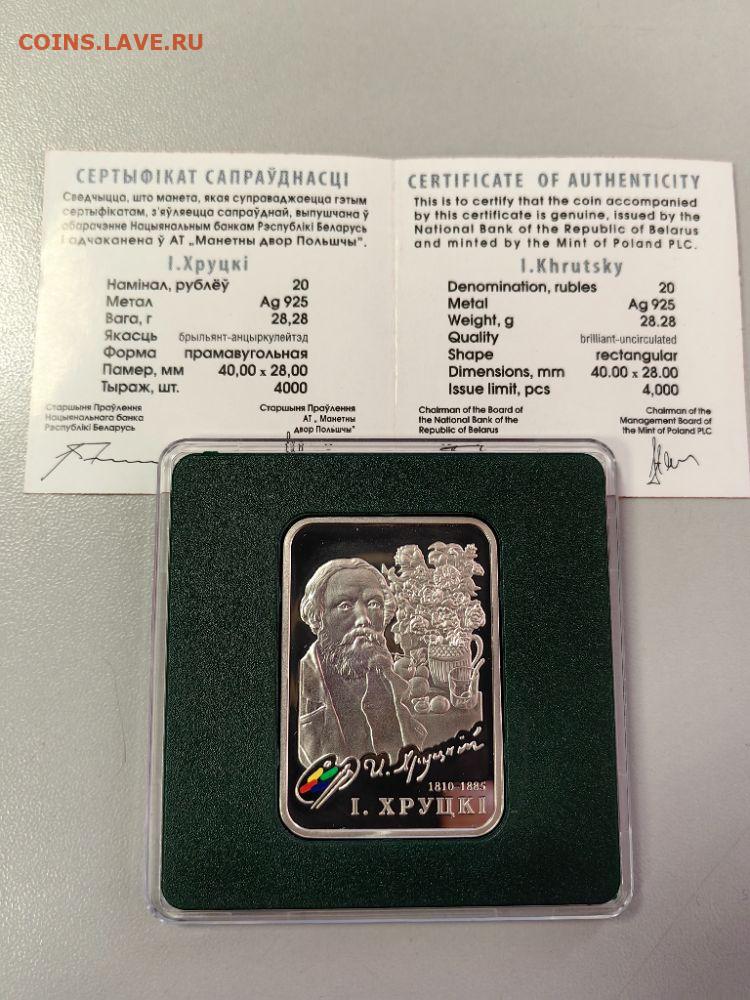 COINS.LAVE.RU
СЕРТЫФІКАТ САПРАЎДНАСЦІ
Сведчыцца, што манета, якая суправаджаецца гэтым
сертыфікатам, з'яўляецца сапраўднай, выпушчана ў
абарачэнне Нацыянальным банкам Рэспублікі Беларусь
і адчаканена ў АТ „Манетны двор Польшчы".
І.Хруцкі
Намінал, рублёў 20
Метал Ag 925
Вага, г 28,28
Якасць брыльянт-анцыркулейтэд
Форма прамавугольная
Памер, мм 40,00 x 28,00
Тыраж, шт. 4000
Старшыня Праўлення
Нацыянальнага банка
Рэспублікі Беларусь
Старшыня Праўлення
АТ „Манетны
двор Польшчы"
CERTIFICATE OF AUTHENTICITY
This is to certify that the coin accompanied
by this certificate is genuine, issued by the
National Bank of the Republic of Belarus
and minted by the Mint of Poland PLC.
I.Khrutsky
Denomination, rubles 20
Metal Ag 925
Weight, g 28.28
Quality brilliant-uncirculated
Shape rectangular
Dimensions, mm 40.00 x 28.00
Issue limit, pcs 4,000
Chairman of the Board of
the National Bank of the
Republic of Belarus
Chairman of the
Management Board of
the Mint of Poland PLC
И. Хруцкій
1810-1885
І. ХРУЦКІ